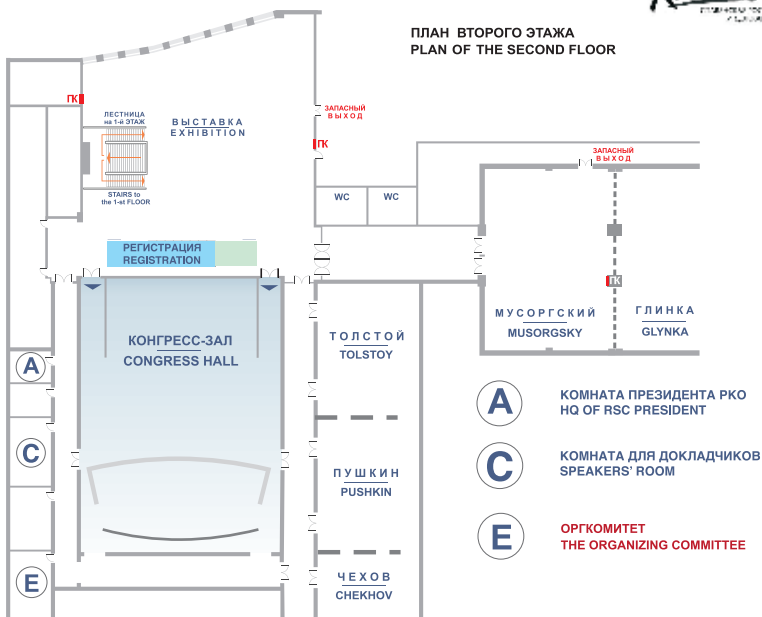 ПЛАН ВТОРОГО ЭТАЖА
PLAN OF THE SECOND FLOOR
ПК
ЛЕСТНИЦА
на 1-й ЭТАЖ
ВЫСТАВКА
EXHIBITION
ЗАПАСНЫЙ
ВЫХОД
ПК
ЗАПАСНЫЙ
ВЫХОД
STAIRS to
the 1-st FLOOR
WC
WC
РЕГИСТРАЦИЯ
REGISTRATION
ПК
МУСОРГСКИЙ
MUSORGSKY
ГЛИНКА
GLYNKA
КОНГРЕСС-ЗАЛ
CONGRESS HALL
ТОЛСТОЙ
TOLSTOY
A
C
E
ПУШКИН
PUSHKIN
ЧЕХОВ
CHEKHOV
A
КОМНАТА ПРЕЗИДЕНТА РКО
HQ OF RSC PRESIDENT
C
КОМНАТА ДЛЯ ДОКЛАДЧИКОВ
SPEAKERS' ROOM
E
ОРГКОМИТЕТ
THE ORGANIZING COMMITTEE